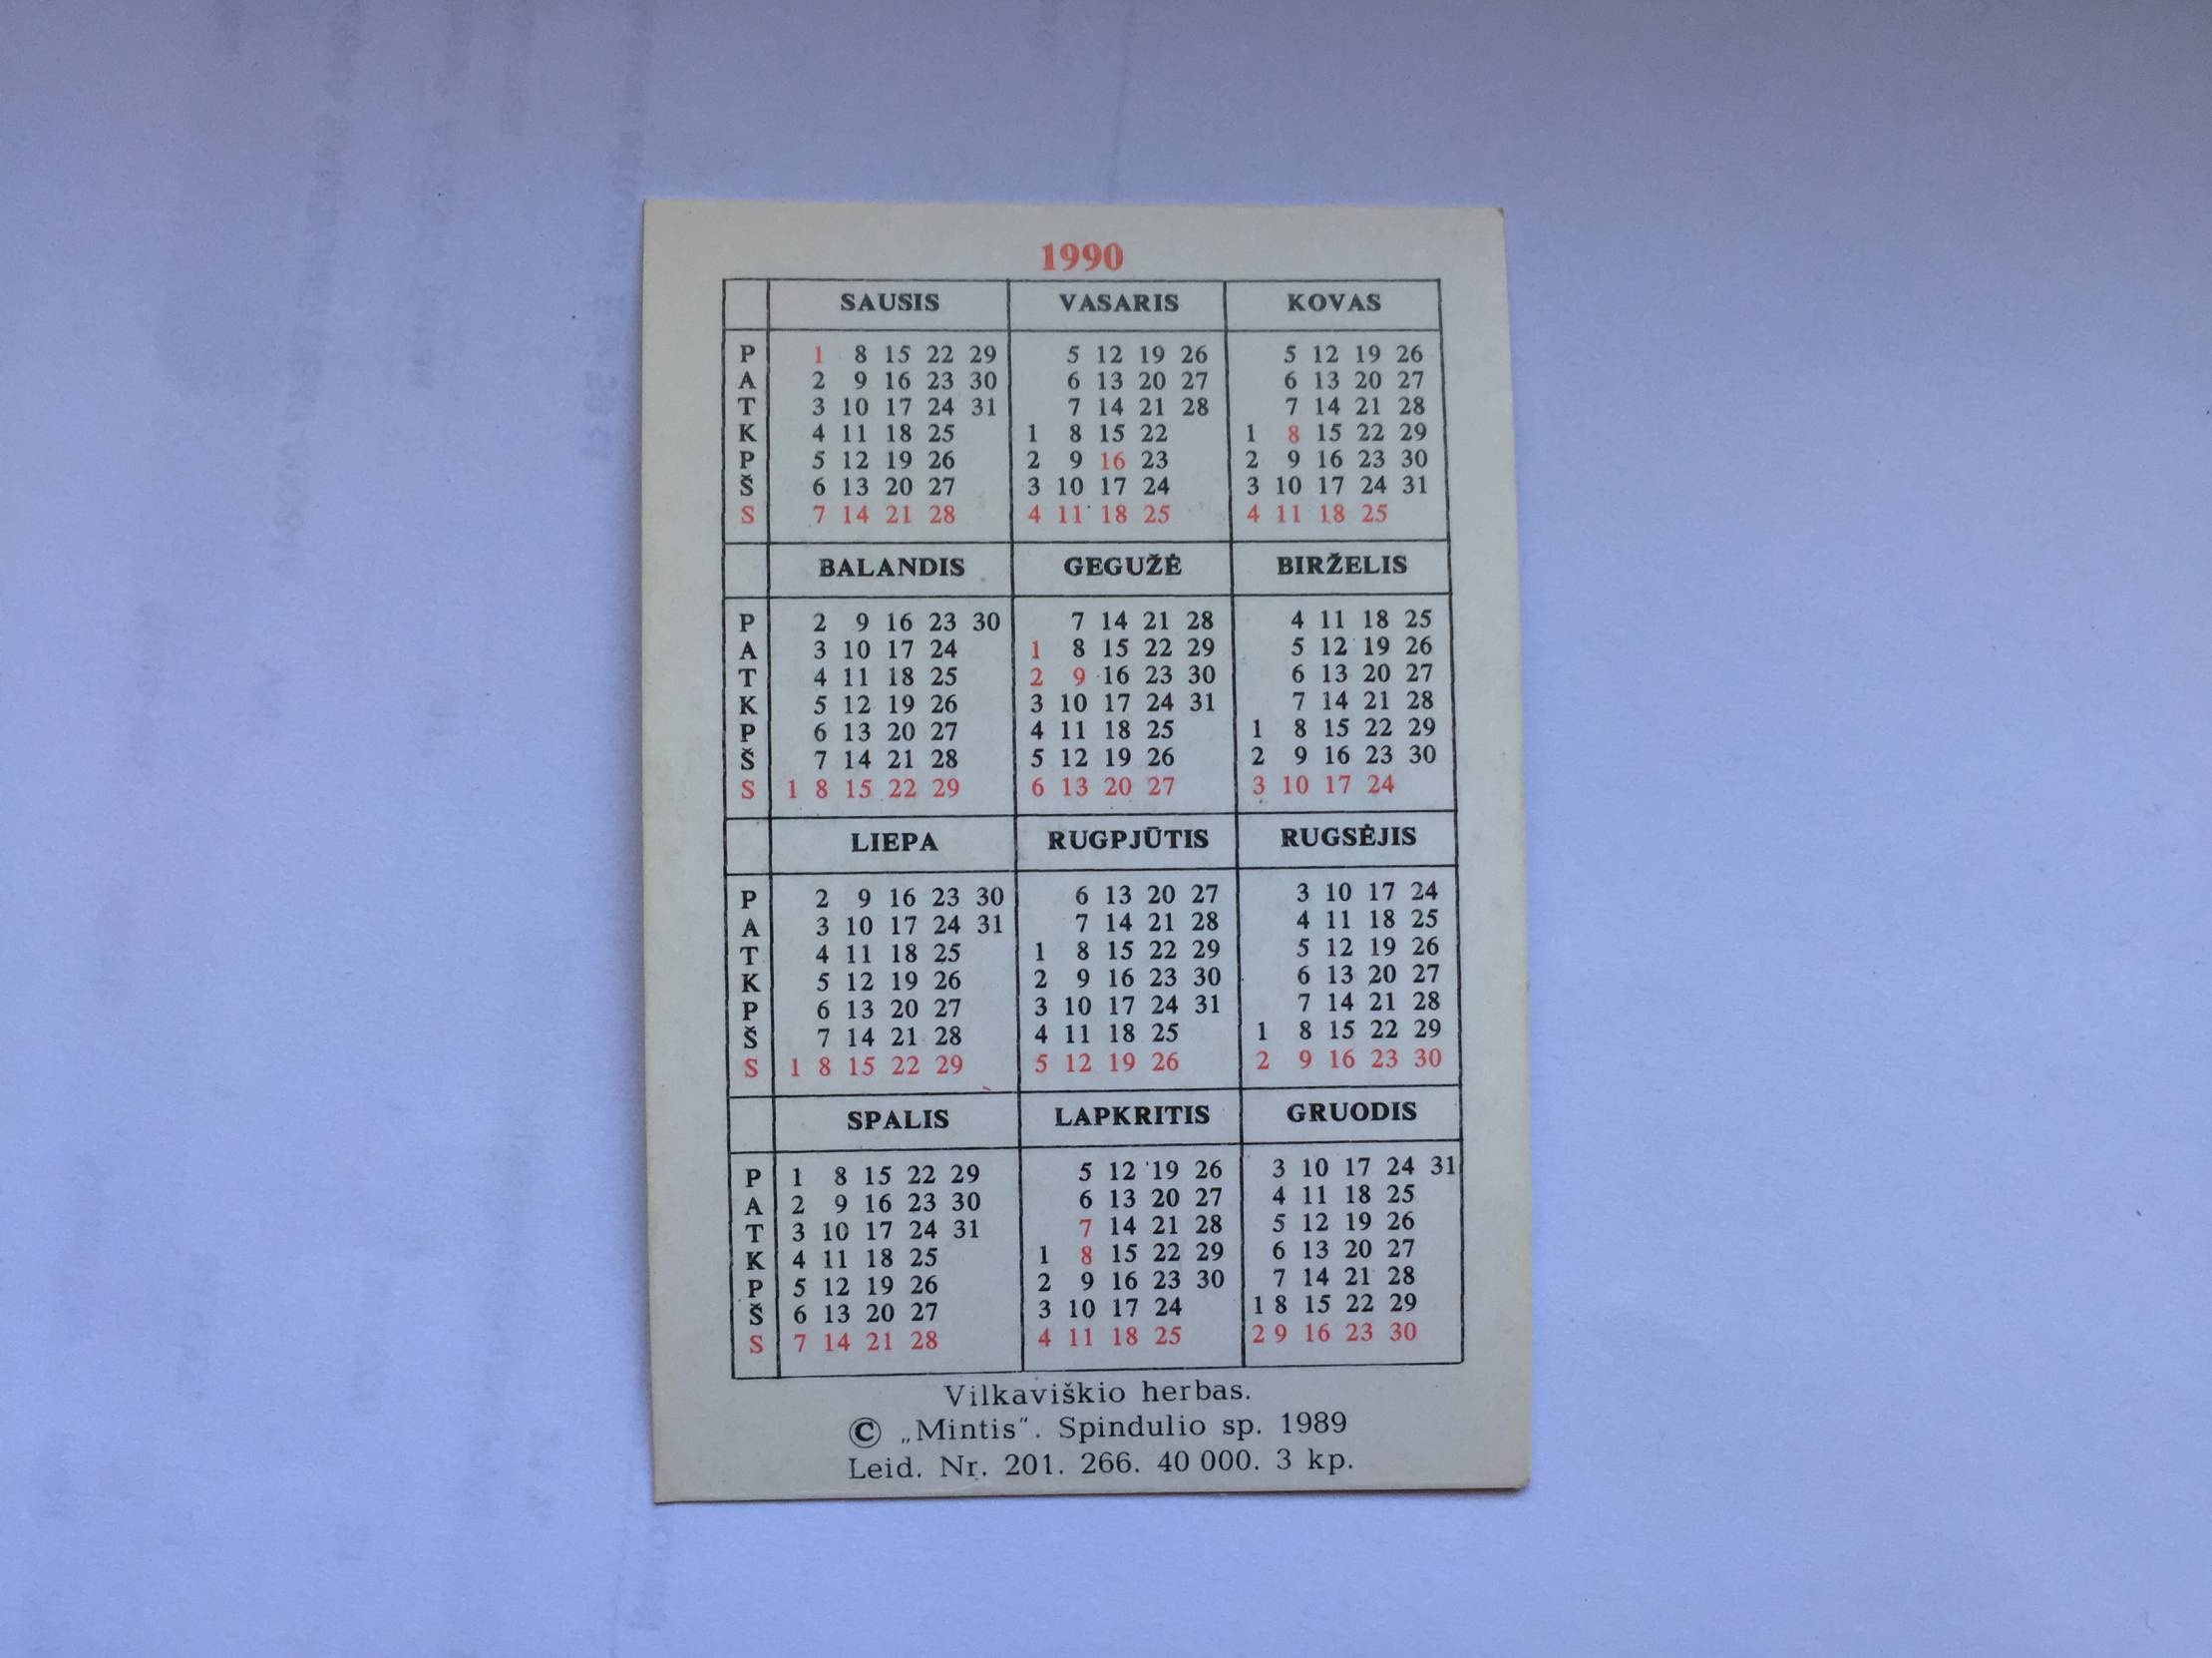 1990
SAUSIS VASARIS KOVAS
P 1 8 15 22 29 5 12 19 26 5 12 19 26
A 2 9 16 23 30 6 13 20 27 6 13 20 27
T 3 10 17 24 31 7 14 21 28 7 14 21 28
K 4 11 18 25 1 8 15 22 1 8 15 22 29
P 5 12 19 26 2 9 16 23 2 9 16 23 30
Š 6 13 20 27 3 10 17 24 3 10 17 24 31
S 7 14 21 28 4 11 18 25 4 11 18 25
BALANDIS GEGUŽĖ BIRŽELIS
P 2 9 16 23 30 7 14 21 28 4 11 18 25
A 3 10 17 24 1 8 15 22 29 5 12 19 26
T 4 11 18 25 2 9 16 23 30 6 13 20 27
K 5 12 19 26 3 10 17 24 31 7 14 21 28
P 6 13 20 27 4 11 18 25 1 8 15 22 29
Š 7 14 21 28 5 12 19 26 2 9 16 23 30
S 1 8 15 22 29 6 13 20 27 3 10 17 24
LIEPA RUGPJŪTIS RUGSĖJIS
P 2 9 16 23 30 6 13 20 27 3 10 17 24
A 3 10 17 24 31 7 14 21 28 4 11 18 25
T 4 11 18 25 1 8 15 22 29 5 12 19 26
K 5 12 19 26 2 9 16 23 30 6 13 20 27
P 6 13 20 27 3 10 17 24 31 7 14 21 28
Š 7 14 21 28 4 11 18 25 1 8 15 22 29
S 1 8 15 22 29 5 12 19 26 2 9 16 23 30
SPALIS LAPKRITIS GRUODIS
P 1 8 15 22 29 5 12 19 26 3 10 17 24 31
A 2 9 16 23 30 6 13 20 27 4 11 18 25
T 3 10 17 24 31 7 14 21 28 5 12 19 26
K 4 11 18 25 1 8 15 22 29 6 13 20 27
P 5 12 19 26 2 9 16 23 30 7 14 21 28
Š 6 13 20 27 3 10 17 24 1 8 15 22 29
S 7 14 21 28 4 11 18 25 2 9 16 23 30
Vilkaviškio herbas.
© „Mintis“. Spindulio sp. 1989
Leid. Nr. 201. 266. 40 000. 3 kp.